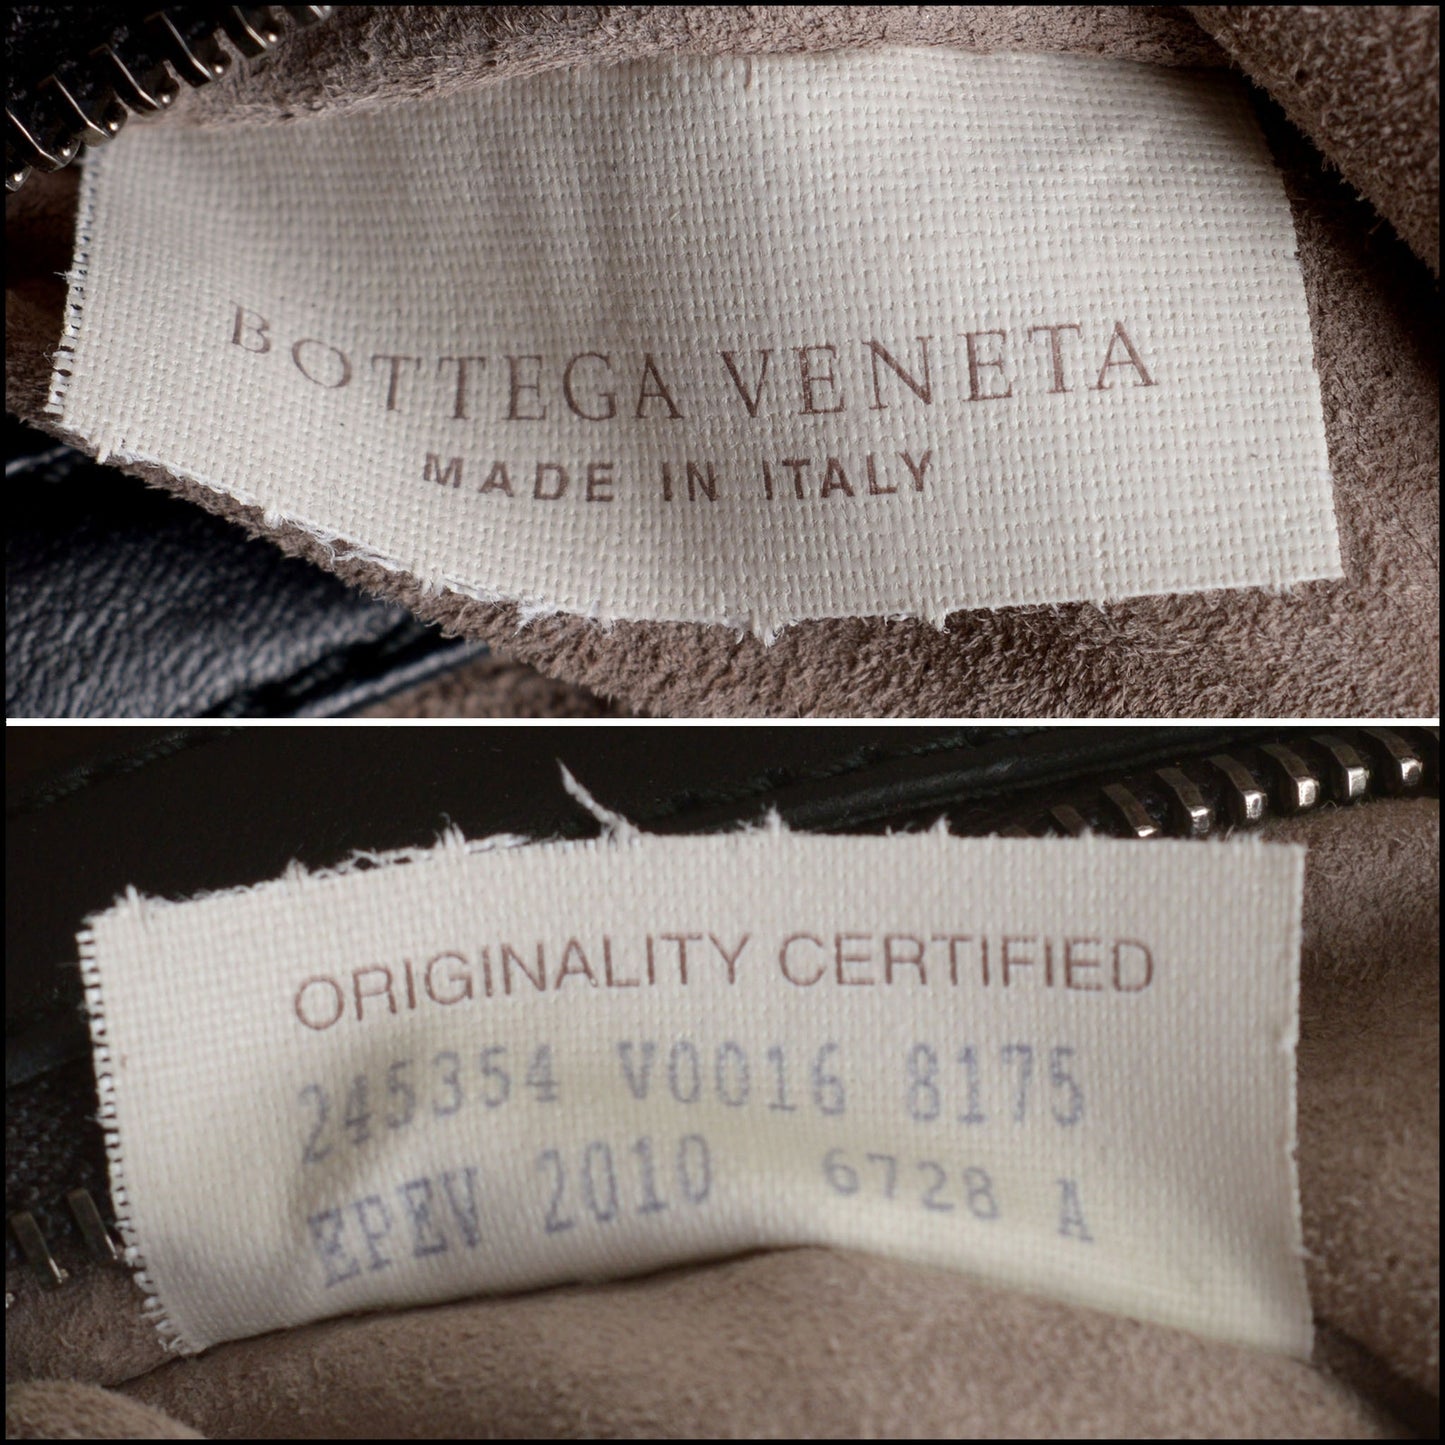 BOTTEGA VENETA
MADE IN ITALY
ORIGINALITY CERTIFIED
245354 V0016 8175
EPEV 2010 6728 A